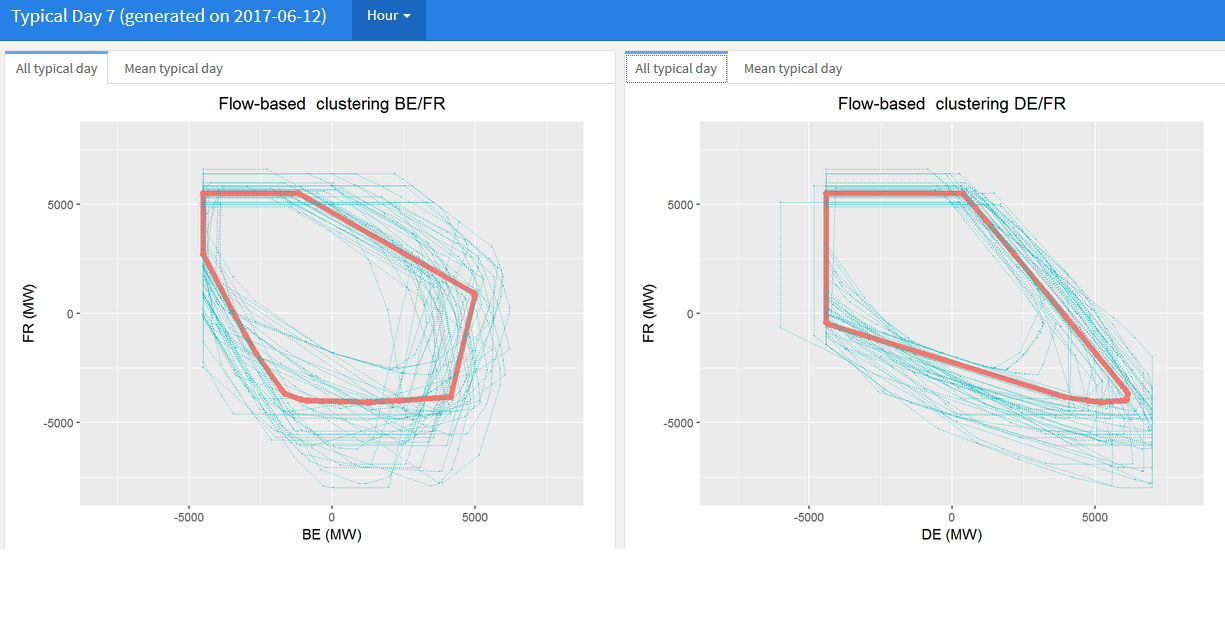 Typical Day 7 (generated on 2017-06-12) Hour
All typical day Mean typical day
Flow-based  clustering BE/FR
5000
0
-5000
FR (MW)
-5000 0 5000
BE (MW)
All typical day Mean typical day
Flow-based  clustering DE/FR
5000
0
-5000
FR (MW)
-5000 0 5000
DE (MW)